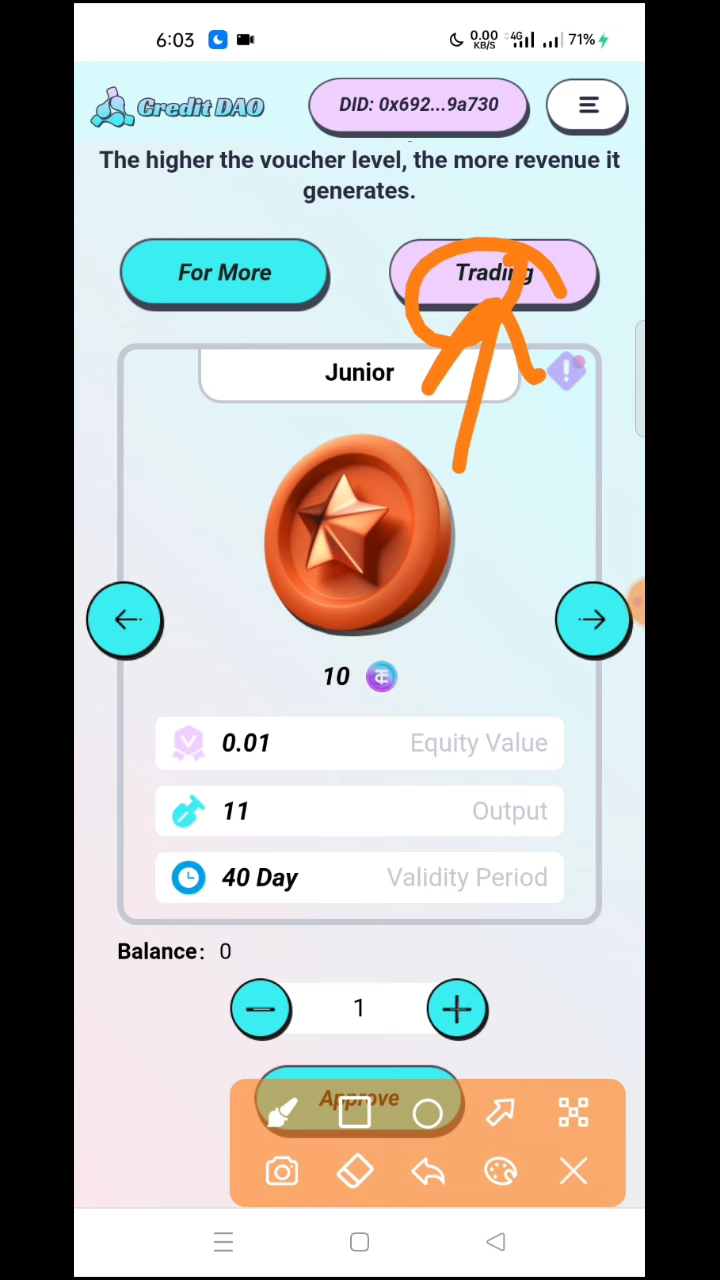 6:03
0.00
KB/S
4G
71%
Credit DAO
DID: 0x692...9a730
The higher the voucher level, the more revenue it
generates.
For More
Trading
Junior
10
0.01 Equity Value
11 Output
40 Day Validity Period
Balance: 0
1
Approve